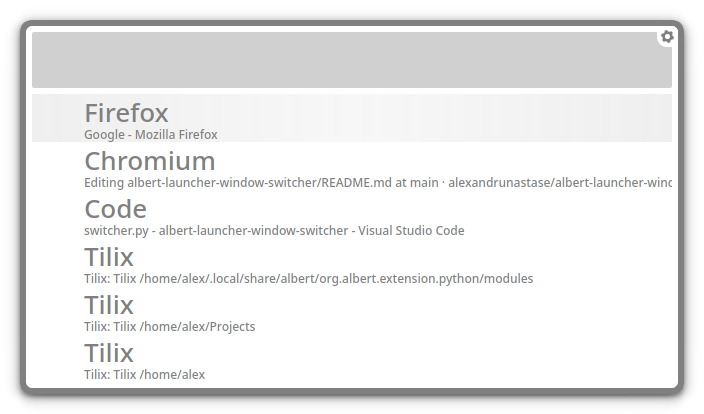 Firefox
Google - Mozilla Firefox
Chromium
Editing albert-launcher-window-switcher/README.md at main · alexandrunastase/albert-launcher-winc
Code
switcher.py - albert-launcher-window-switcher - Visual Studio Code
Tilix
Tilix: Tilix /home/alex/.local/share/albert/org.albert.extension.python/modules
Tilix
Tilix: Tilix /home/alex/Projects
Tilix
Tilix: Tilix /home/alex